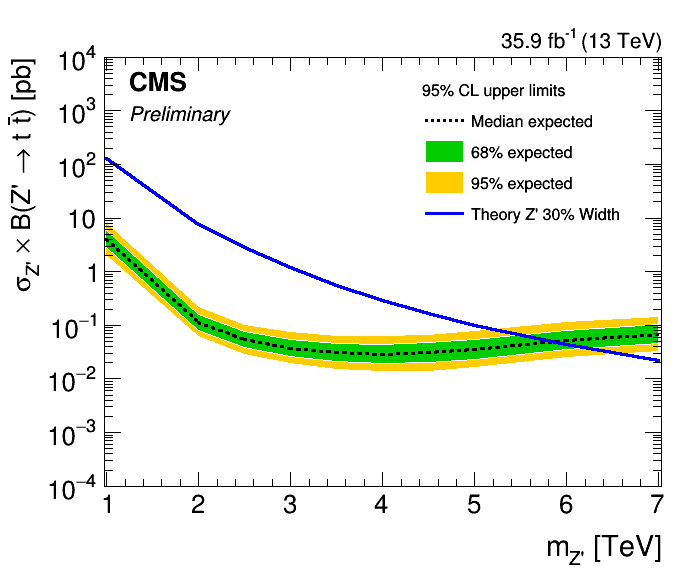 35.9 fb⁻¹ (13 TeV)
CMS
Preliminary
95% CL upper limits
Median expected
68% expected
95% expected
Theory Z' 30% Width
σ_Z' × B(Z' → t t̄) [pb]
10⁴
10³
10²
10
1
10⁻¹
10⁻²
10⁻³
10⁻⁴
1 2 3 4 5 6 7
m_Z' [TeV]